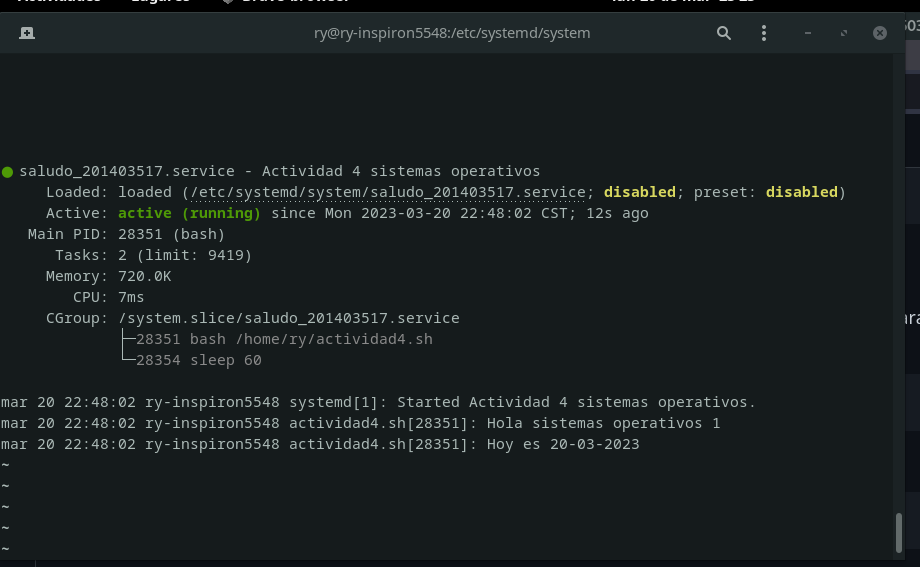 ry@ry-inspiron5548:/etc/systemd/system
● saludo_201403517.service - Actividad 4 sistemas operativos
Loaded: loaded (/etc/systemd/system/saludo_201403517.service; disabled; preset: disabled)
Active: active (running) since Mon 2023-03-20 22:48:02 CST; 12s ago
Main PID: 28351 (bash)
Tasks: 2 (limit: 9419)
Memory: 720.0K
CPU: 7ms
CGroup: /system.slice/saludo_201403517.service
├─28351 bash /home/ry/actividad4.sh
└─28354 sleep 60
mar 20 22:48:02 ry-inspiron5548 systemd[1]: Started Actividad 4 sistemas operativos.
mar 20 22:48:02 ry-inspiron5548 actividad4.sh[28351]: Hola sistemas operativos 1
mar 20 22:48:02 ry-inspiron5548 actividad4.sh[28351]: Hoy es 20-03-2023
~
~
~
~
~